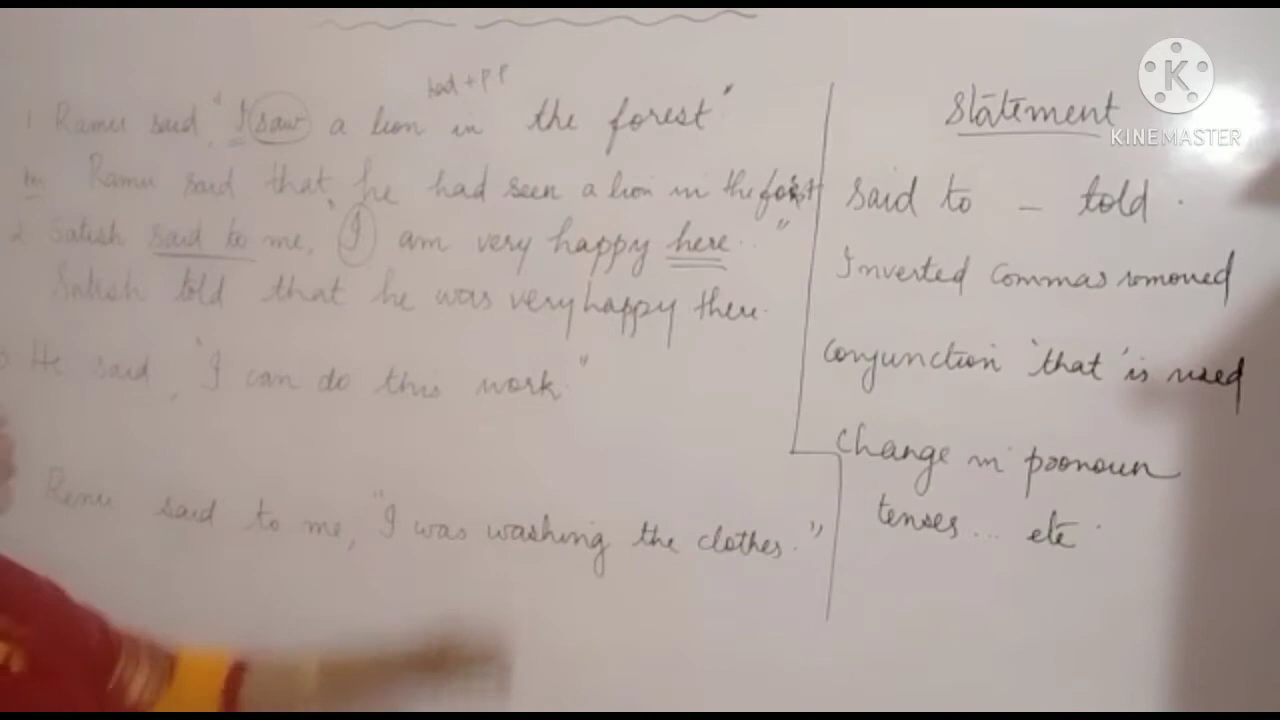 had + PP
1 Ramu said, "I saw a lion in the forest"
Ramu said that he had seen a lion in the forest
2 Satish said to me, "I am very happy here.."
Satish told that he was very happy there.
He said, "I can do this work."
Renu said to me, "I was washing the clothes."
Statement
said to – told.
Inverted commas romoved
conjunction 'that' is used
change in pronoun
tenses... etc.
K
KINEMASTER